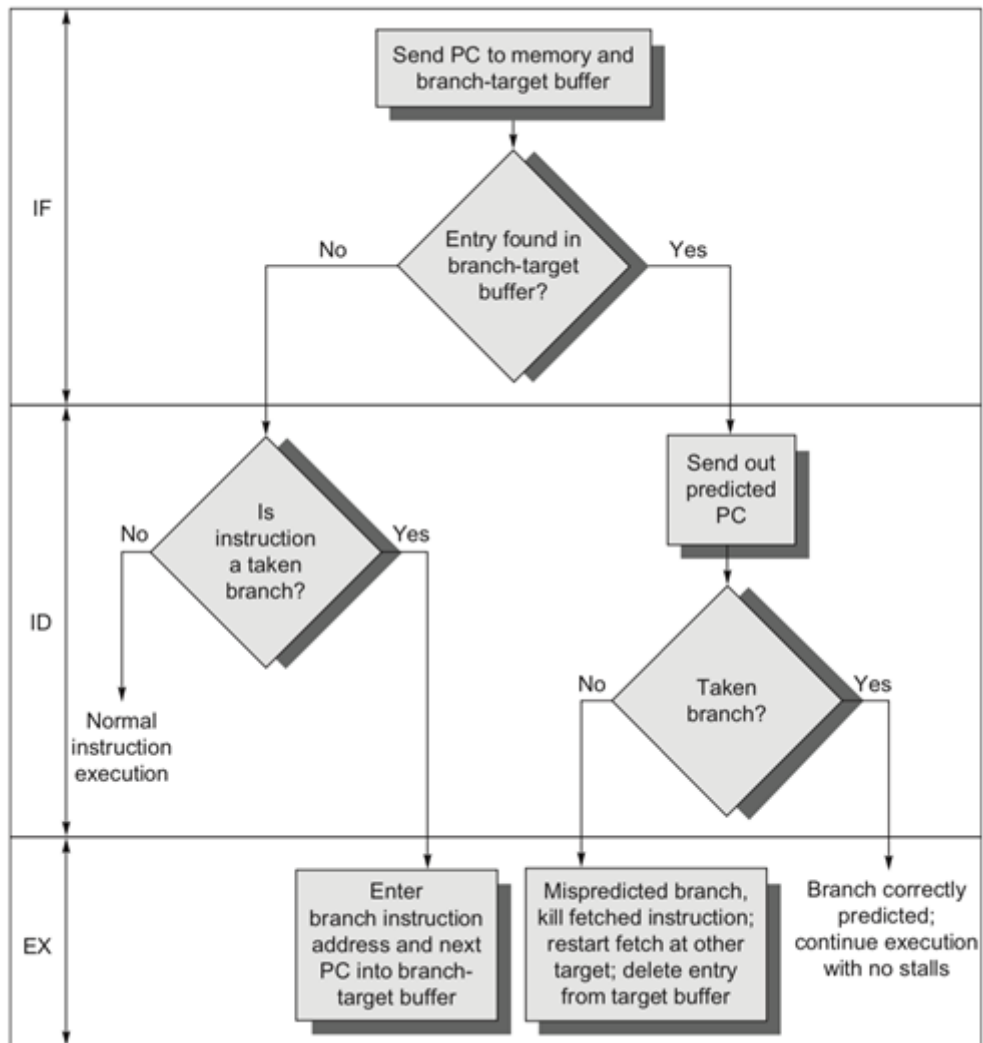 Send PC to memory and
branch-target buffer
IF
No
Entry found in
branch-target
buffer?
Yes
Send out
predicted
PC
No
Is
instruction
a taken
branch?
Yes
ID
No
Taken
branch?
Yes
Normal
instruction
execution
EX
Enter
branch instruction
address and next
PC into branch-
target buffer
Mispredicted branch,
kill fetched instruction;
restart fetch at other
target; delete entry
from target buffer
Branch correctly
predicted;
continue execution
with no stalls